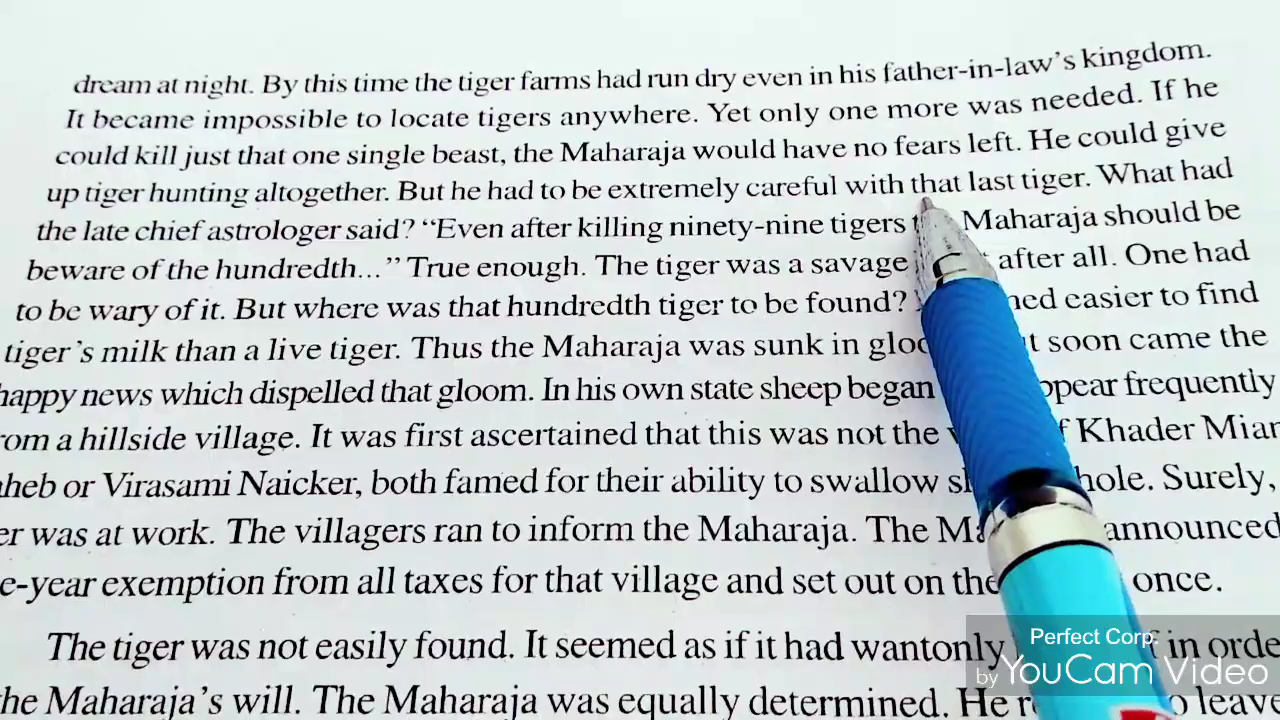 dream at night. By this time the tiger farms had run dry even in his father-in-law's kingdom.
It became impossible to locate tigers anywhere. Yet only one more was needed. If he
could kill just that one single beast, the Maharaja would have no fears left. He could give
up tiger hunting altogether. But he had to be extremely careful with that last tiger. What had
the late chief astrologer said? “Even after killing ninety-nine tigers Maharaja should be
beware of the hundredth...” True enough. The tiger was a savage after all. One had
to be wary of it. But where was that hundredth tiger to be found? easier to find
tiger's milk than a live tiger. Thus the Maharaja was sunk in soon came the
happy news which dispelled that gloom. In his own state sheep began frequently
from a hillside village. It was first ascertained that this was not the Khader Mian
or Virasami Naicker, both famed for their ability to swallow Surely,
was at work. The villagers ran to inform the Maharaja. The announced
exemption from all taxes for that village and set out on the once.
The tiger was not easily found. It seemed as if it had wantonly in
the Maharaja's will. The Maharaja was equally determined. He leave
Perfect Corp.
by YouCam Video